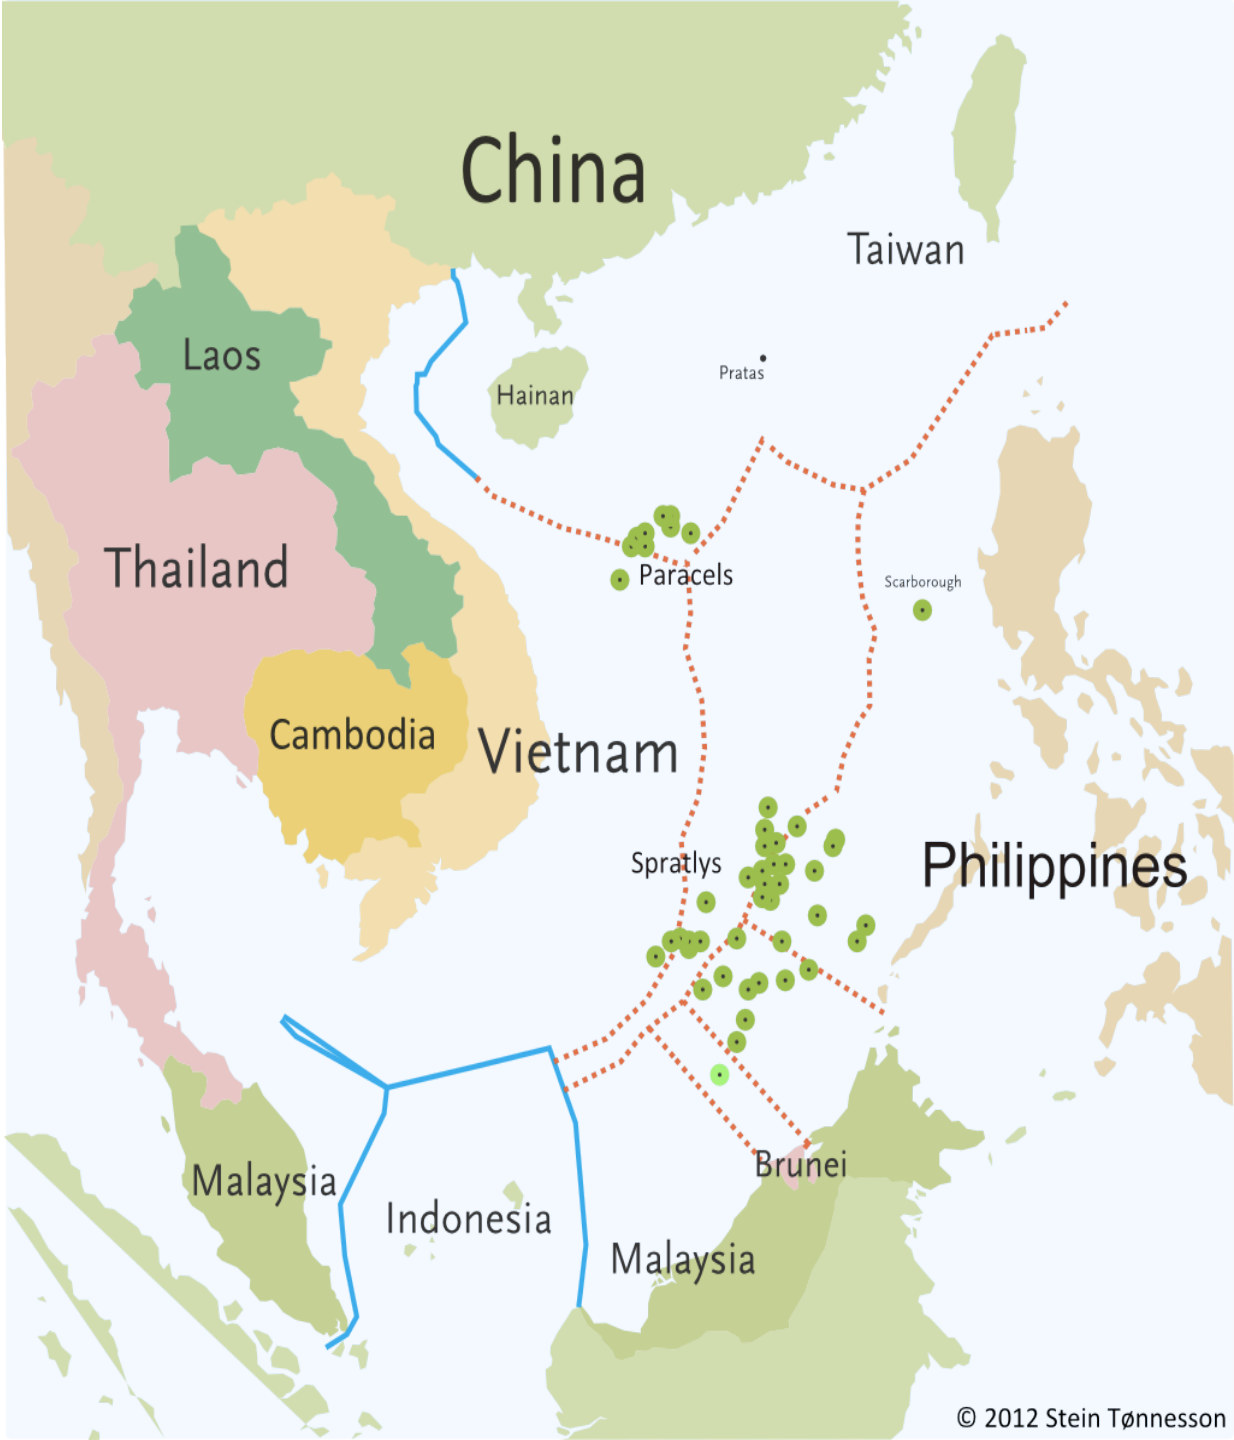 China
Taiwan
Laos
Pratas
Hainan
Thailand
Paracels
Scarborough
Cambodia
Vietnam
Spratlys
Philippines
Brunei
Malaysia
Indonesia
Malaysia
© 2012 Stein Tønnesson